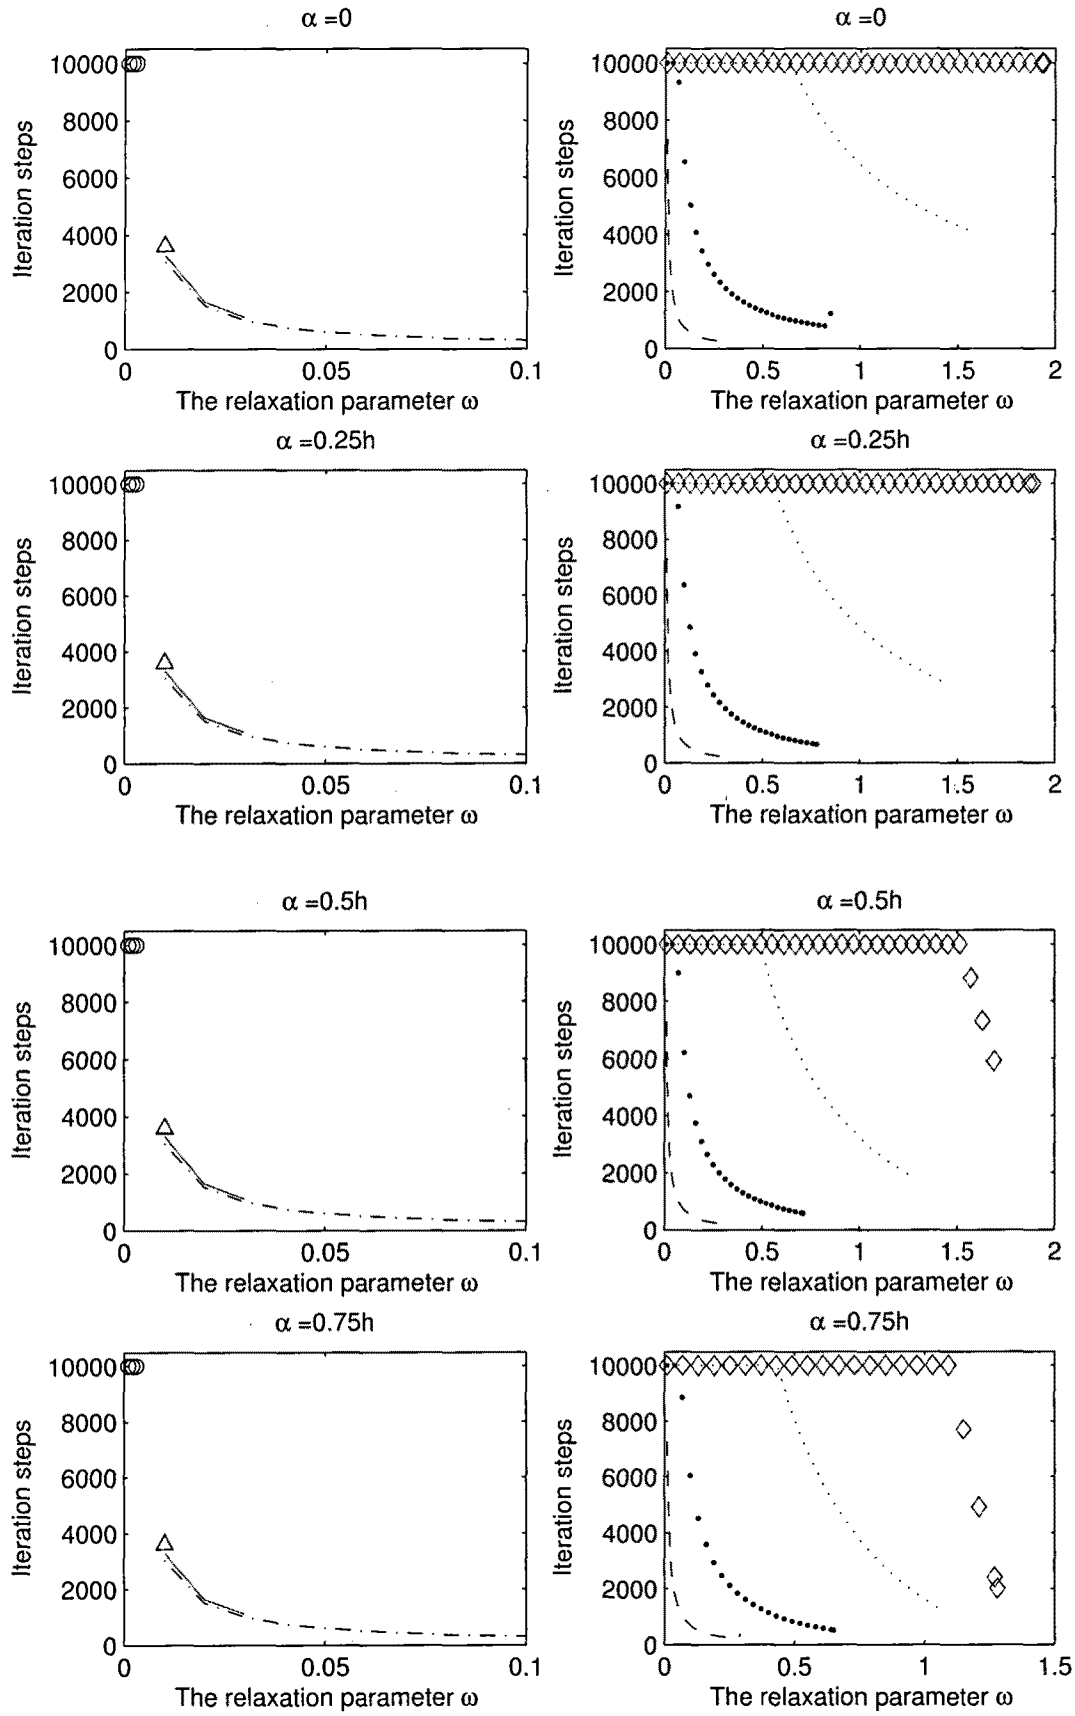 α =0
10000
8000
6000
4000
2000
0
Iteration steps
0 0.05 0.1
The relaxation parameter ω
α =0
10000
8000
6000
4000
2000
0
Iteration steps
0 0.5 1 1.5 2
The relaxation parameter ω
α =0.25h
10000
8000
6000
4000
2000
0
Iteration steps
0 0.05 0.1
The relaxation parameter ω
α =0.25h
10000
8000
6000
4000
2000
0
Iteration steps
0 0.5 1 1.5 2
The relaxation parameter ω
α =0.5h
10000
8000
6000
4000
2000
0
Iteration steps
0 0.05 0.1
The relaxation parameter ω
α =0.5h
10000
8000
6000
4000
2000
0
Iteration steps
0 0.5 1 1.5 2
The relaxation parameter ω
α =0.75h
10000
8000
6000
4000
2000
0
Iteration steps
0 0.05 0.1
The relaxation parameter ω
α =0.75h
10000
8000
6000
4000
2000
0
Iteration steps
0 0.5 1 1.5
The relaxation parameter ω